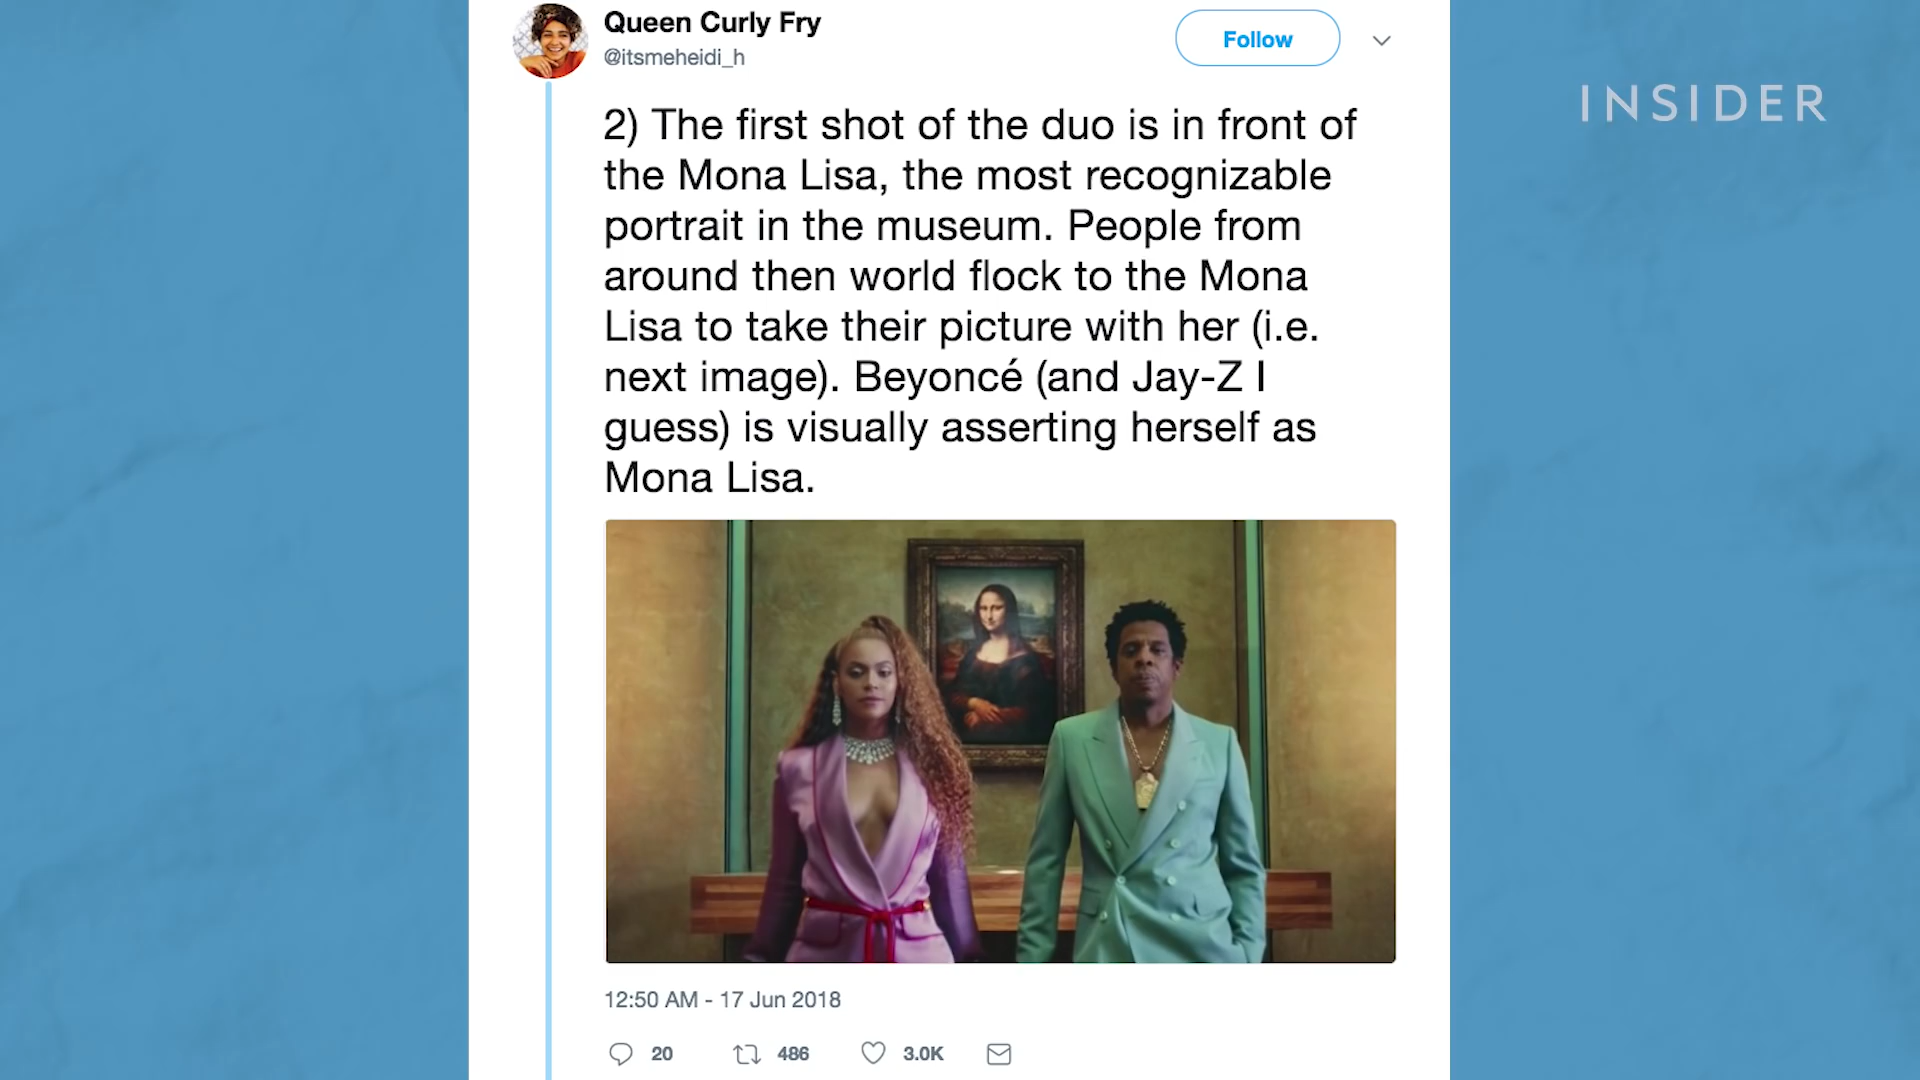 Queen Curly Fry
@itsmeheidi_h
Follow
INSIDER
2) The first shot of the duo is in front of
the Mona Lisa, the most recognizable
portrait in the museum. People from
around then world flock to the Mona
Lisa to take their picture with her (i.e.
next image). Beyoncé (and Jay-Z I
guess) is visually asserting herself as
Mona Lisa.
12:50 AM - 17 Jun 2018
20 486 3.0K